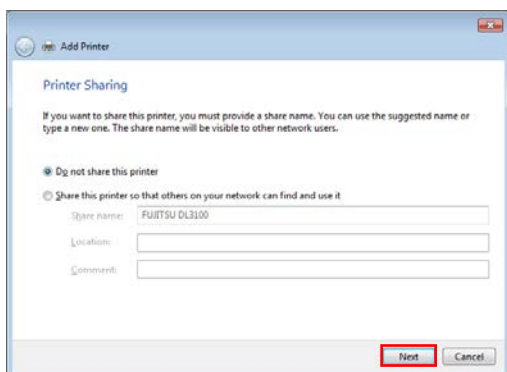 Add Printer
Printer Sharing
If you want to share this printer, you must provide a share name. You can use the suggested name or
type a new one. The share name will be visible to other network users.
Do not share this printer
Share this printer so that others on your network can find and use it
Share name: FUJITSU DL3100
Location:
Comment:
Next Cancel